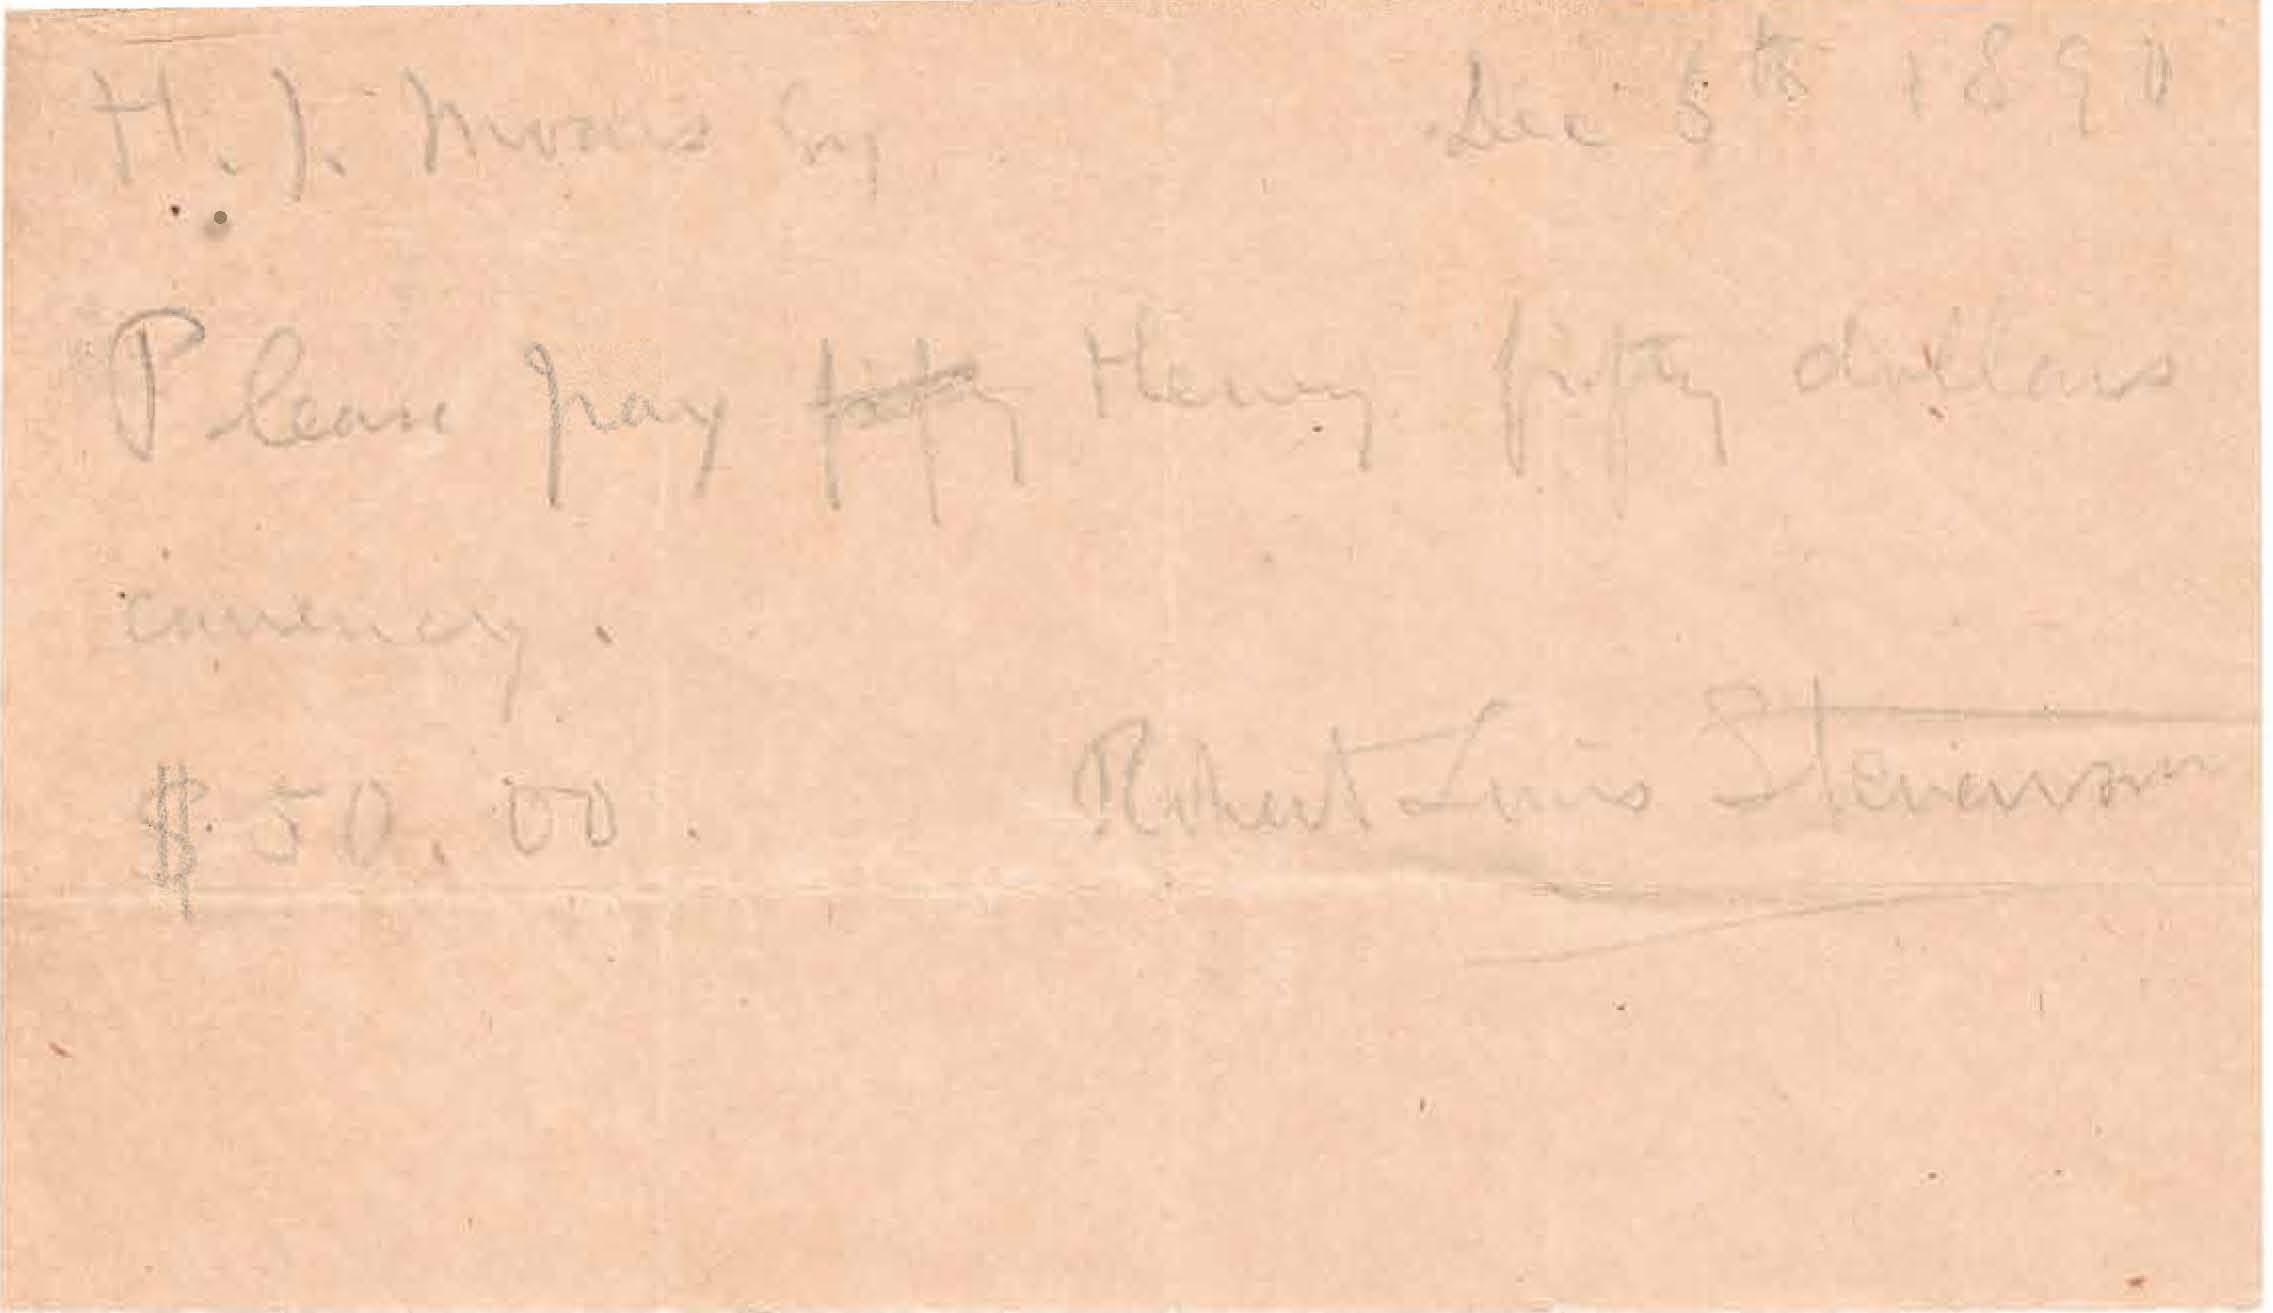 H. J. Moors Esq Dec 5th 1890
Please pay fifty Henry fifty dollars
currency.
$50.00. Robert Louis Stevenson